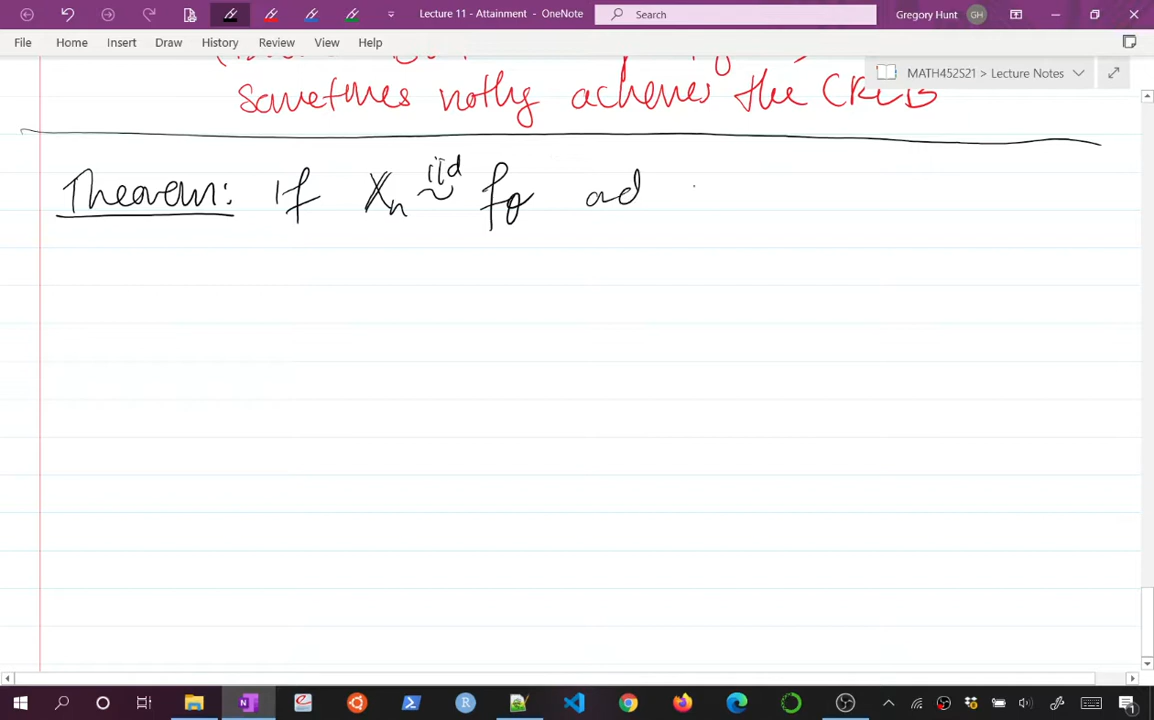 Lecture 11 - Attainment - OneNote
Search
Gregory Hunt
GH
File Home Insert Draw History Review View Help
MATH452S21 > Lecture Notes
sometimes nothing achieves the CRLB
Theorem: If Xn iid ~ fθ and